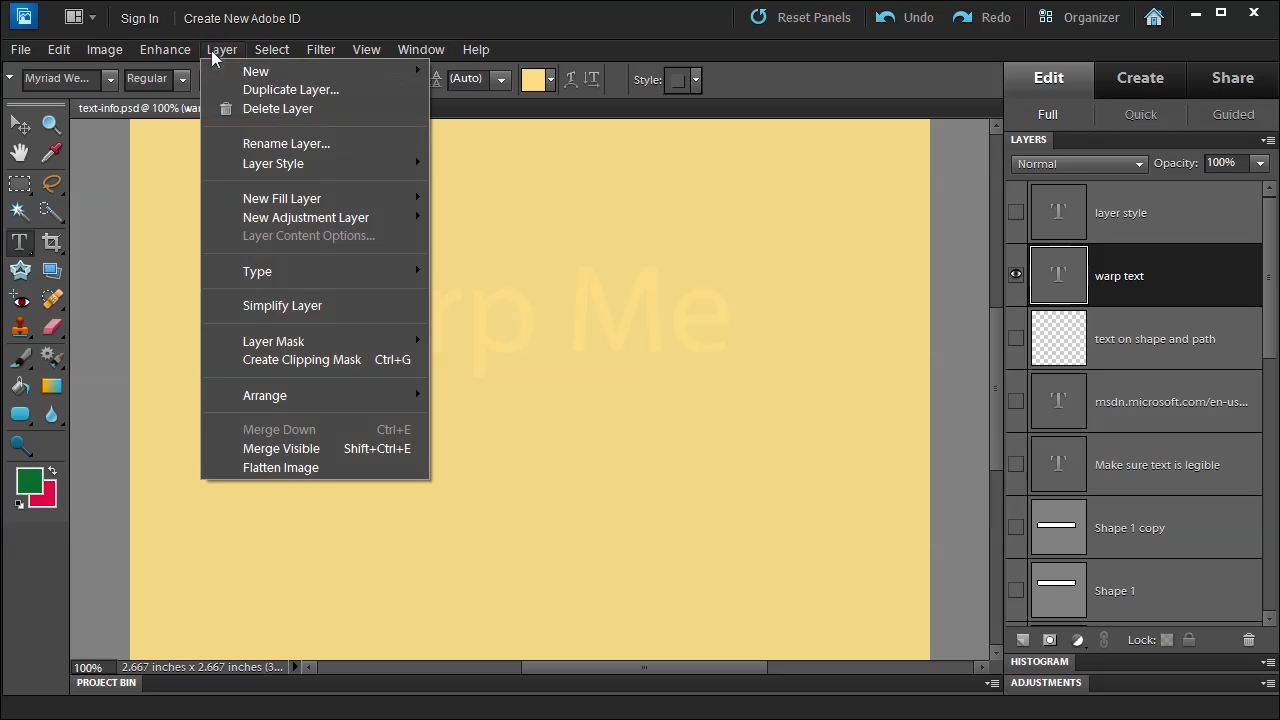 Sign In
Create New Adobe ID
Reset Panels
Undo
Redo
Organizer
File Edit Image Enhance Layer Select Filter View Window Help
Myriad We...
Regular
(Auto)
Style:
Edit
Create
Share
Full
Quick
Guided
text-info.psd @ 100% (war
New
Duplicate Layer...
Delete Layer
Rename Layer...
Layer Style
New Fill Layer
New Adjustment Layer
Layer Content Options...
Type
Simplify Layer
Layer Mask
Create Clipping Mask Ctrl+G
Arrange
Merge Down Ctrl+E
Merge Visible Shift+Ctrl+E
Flatten Image
rp Me
LAYERS
Normal
Opacity: 100%
T layer style
T warp text
text on shape and path
T msdn.microsoft.com/en-us...
T Make sure text is legible
Shape 1 copy
Shape 1
Lock:
100%
2.667 inches x 2.667 inches (3...
HISTOGRAM
PROJECT BIN
ADJUSTMENTS